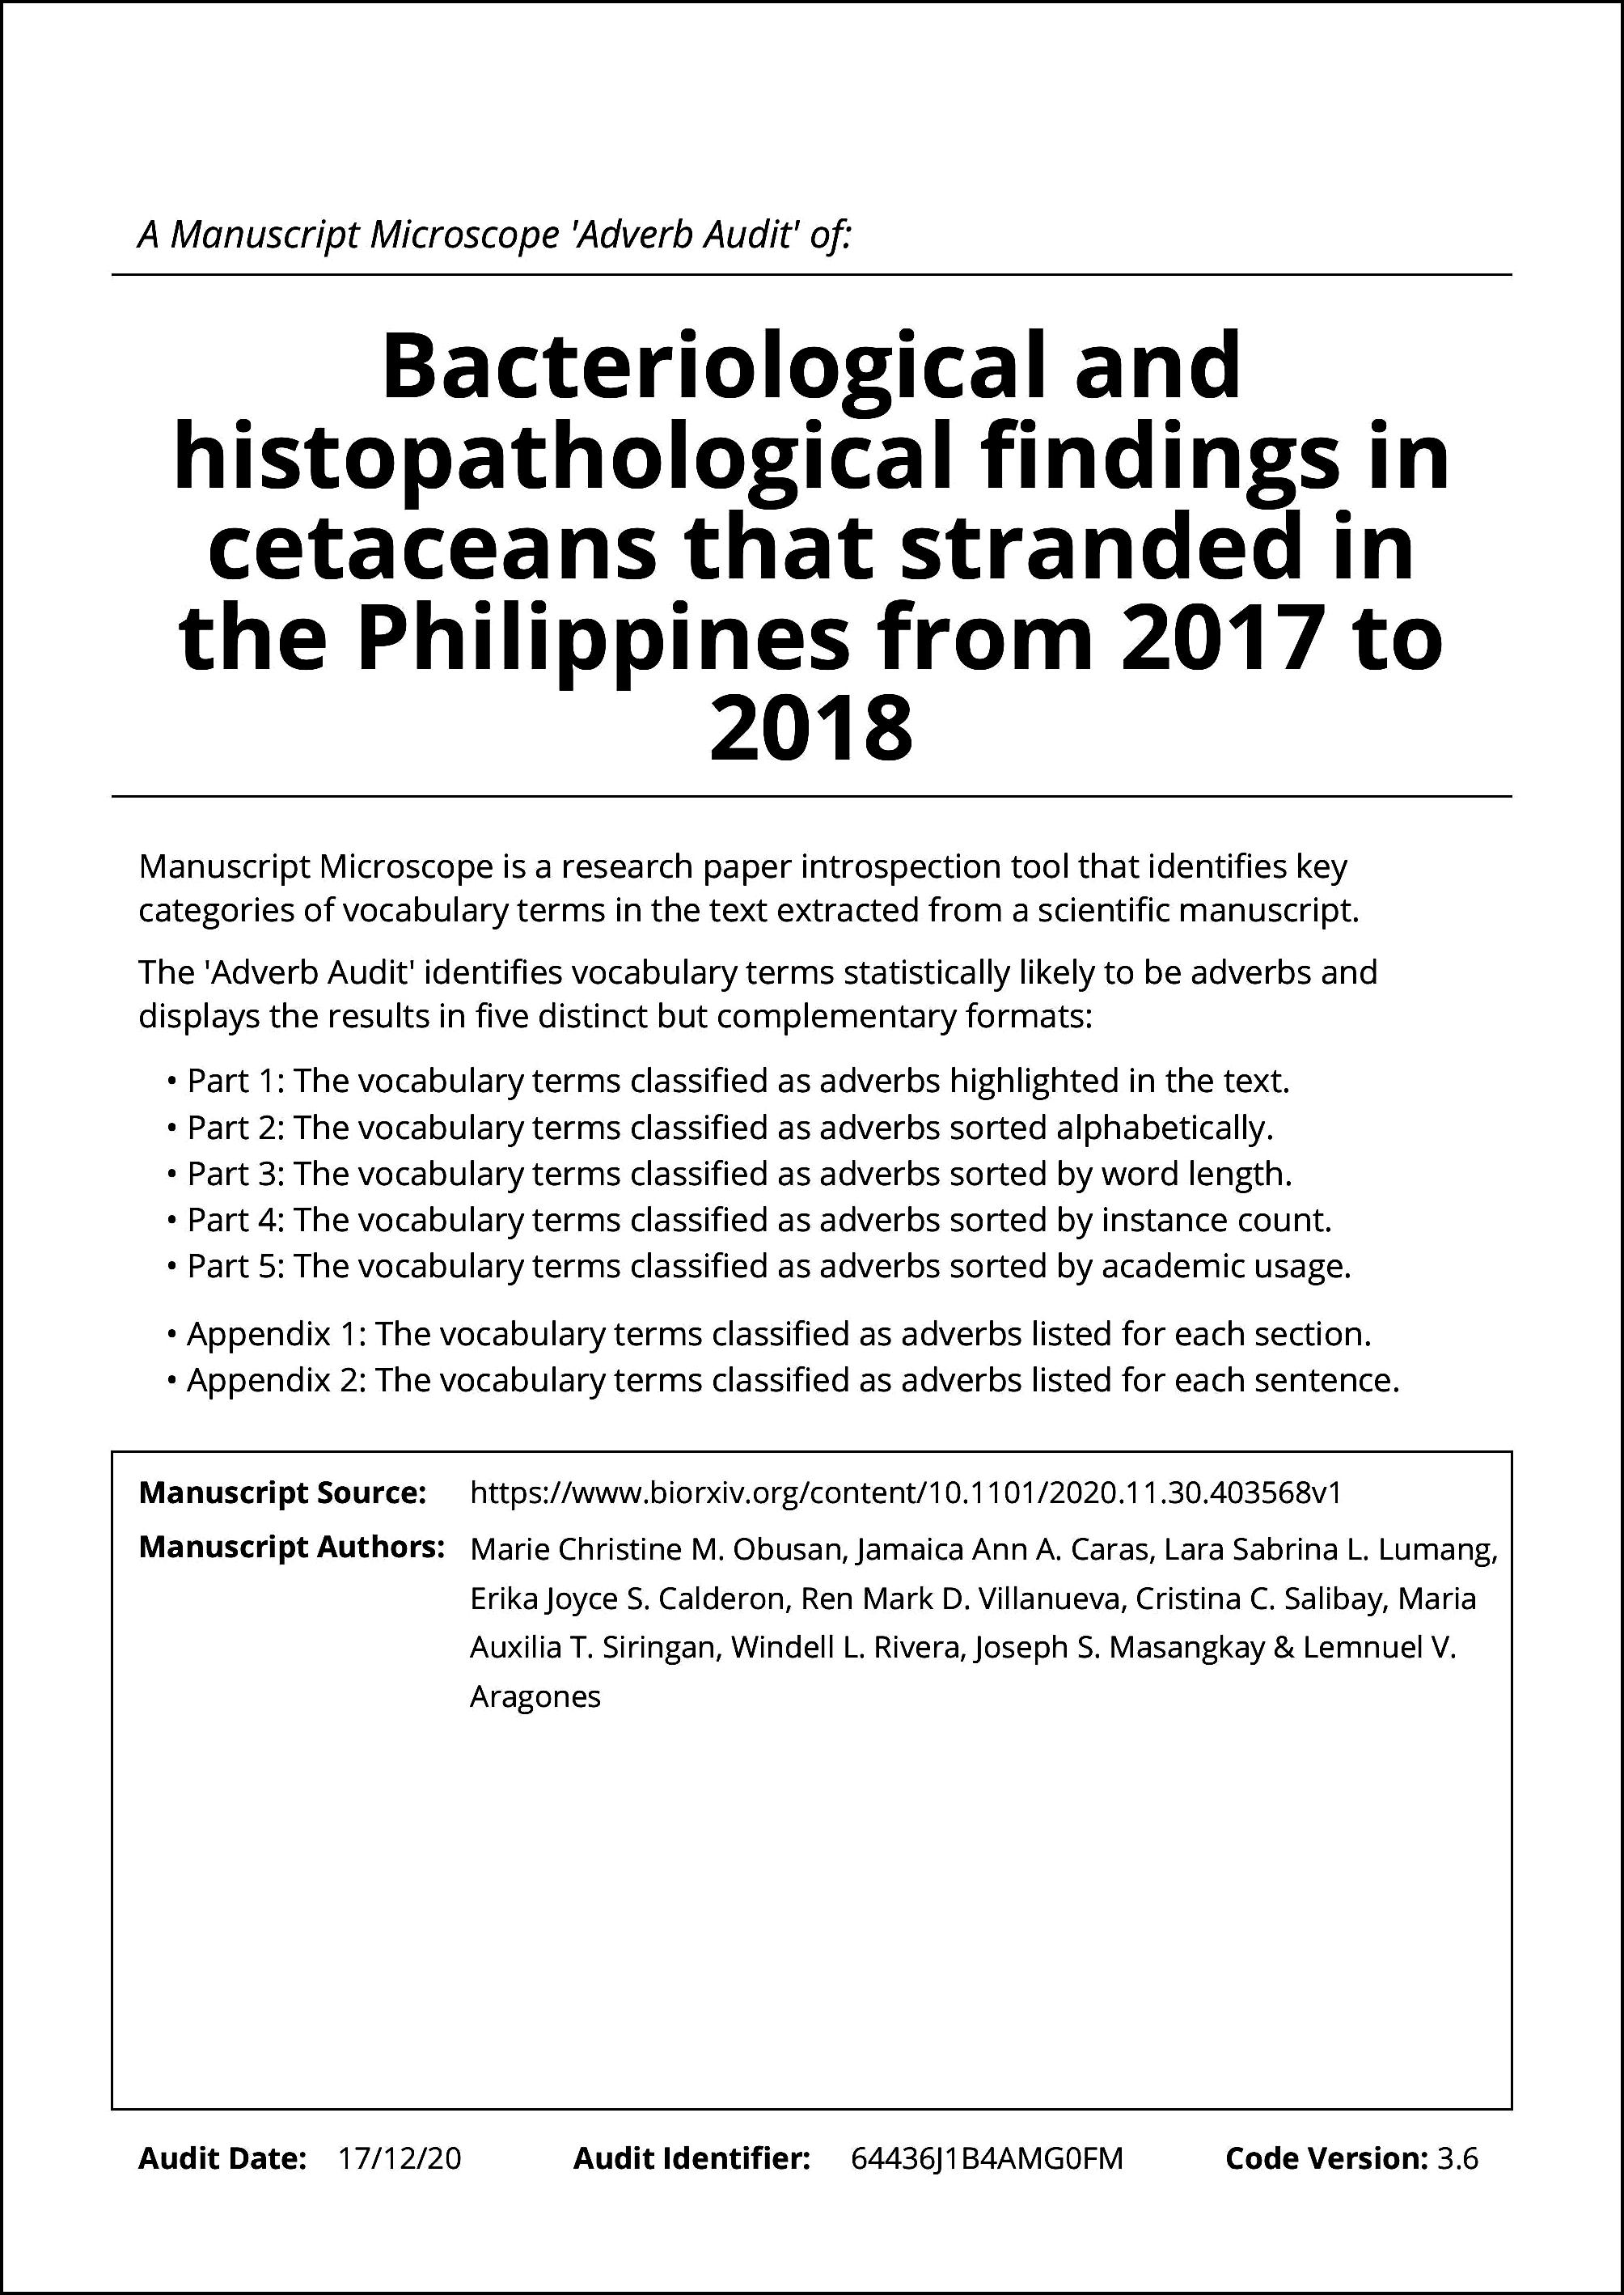 A Manuscript Microscope 'Adverb Audit' of:
Bacteriological and
histopathological findings in
cetaceans that stranded in
the Philippines from 2017 to
2018
Manuscript Microscope is a research paper introspection tool that identifies key
categories of vocabulary terms in the text extracted from a scientific manuscript.
The 'Adverb Audit' identifies vocabulary terms statistically likely to be adverbs and
displays the results in five distinct but complementary formats:
• Part 1: The vocabulary terms classified as adverbs highlighted in the text.
• Part 2: The vocabulary terms classified as adverbs sorted alphabetically.
• Part 3: The vocabulary terms classified as adverbs sorted by word length.
• Part 4: The vocabulary terms classified as adverbs sorted by instance count.
• Part 5: The vocabulary terms classified as adverbs sorted by academic usage.
• Appendix 1: The vocabulary terms classified as adverbs listed for each section.
• Appendix 2: The vocabulary terms classified as adverbs listed for each sentence.
Manuscript Source: https://www.biorxiv.org/content/10.1101/2020.11.30.403568v1
Manuscript Authors: Marie Christine M. Obusan, Jamaica Ann A. Caras, Lara Sabrina L. Lumang,
Erika Joyce S. Calderon, Ren Mark D. Villanueva, Cristina C. Salibay, Maria
Auxilia T. Siringan, Windell L. Rivera, Joseph S. Masangkay & Lemnuel V.
Aragones
Audit Date: 17/12/20 Audit Identifier: 64436J1B4AMG0FM Code Version: 3.6